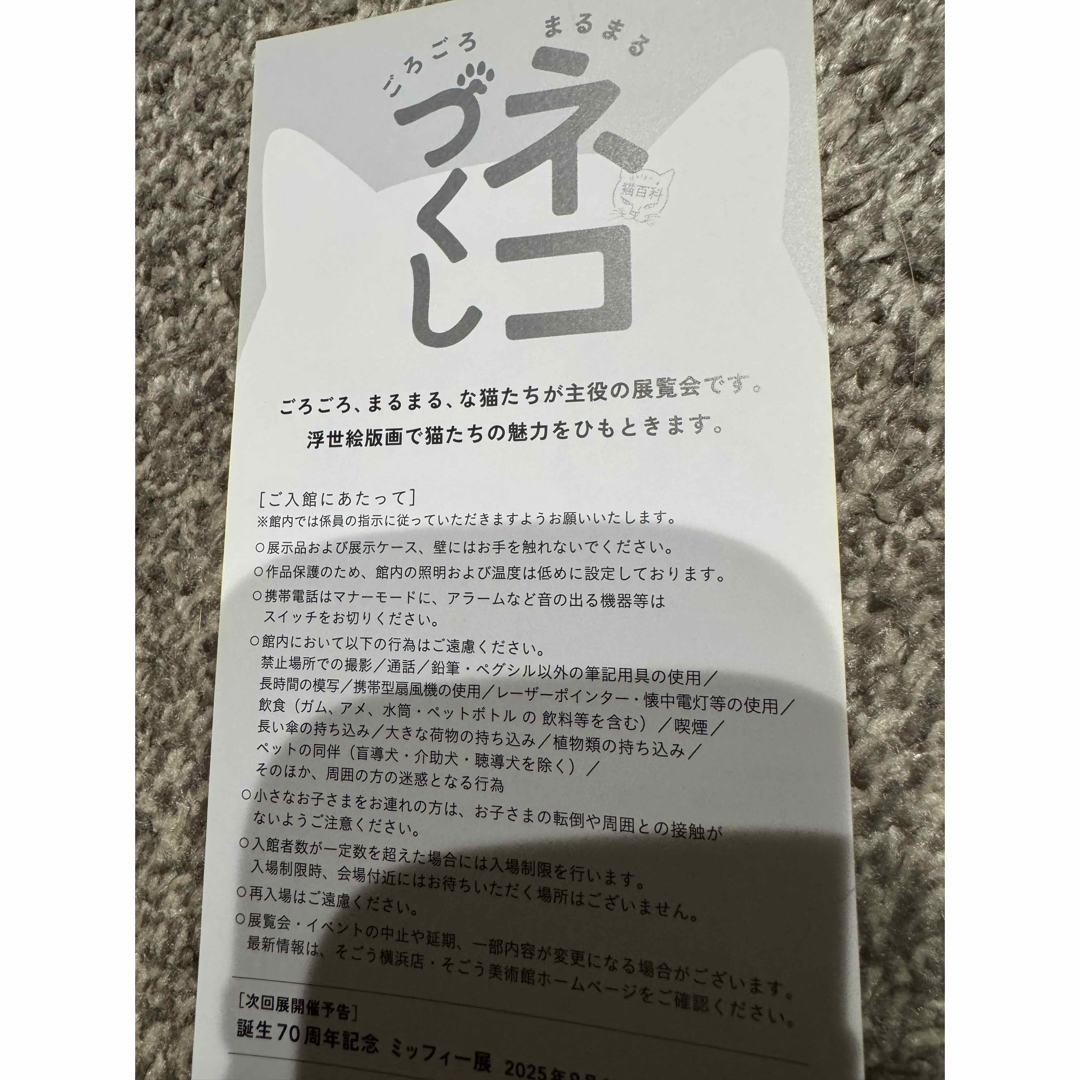 ごろごろ まるまる
ネコ
づくし
猫百科
ごろごろ、まるまる、な猫たちが主役の展覧会です。
浮世絵版画で猫たちの魅力をひもときます。
[ご入館にあたって]
※館内では係員の指示に従っていただきますようお願いいたします。
○展示品および展示ケース、壁にはお手を触れないでください。
○作品保護のため、館内の照明および温度は低めに設定しております。
○携帯電話はマナーモードに、アラームなど音の出る機器等は
スイッチをお切りください。
○館内において以下の行為はご遠慮ください。
禁止場所での撮影／通話／鉛筆・ペグシル以外の筆記用具の使用／
長時間の模写／携帯型扇風機の使用／レーザーポインター・懐中電灯等の使用／
飲食（ガム、アメ、水筒・ペットボトル の 飲料等を含む）／喫煙／
長い傘の持ち込み／大きな荷物の持ち込み／植物類の持ち込み／
ペットの同伴（盲導犬・介助犬・聴導犬を除く）／
そのほか、周囲の方の迷惑となる行為
○小さなお子さまをお連れの方は、お子さまの転倒や周囲との接触が
ないようご注意ください。
○入館者数が一定数を超えた場合には入場制限を行います。
入場制限時、会場付近にはお待ちいただく場所はございません。
○再入場はご遠慮ください。
○展覧会・イベントの中止や延期、一部内容が変更になる場合がございます。
最新情報は、そごう横浜店・そごう美術館ホームページをご確認ください。
[次回展開催予告]
誕生70周年記念 ミッフィー展 2025年